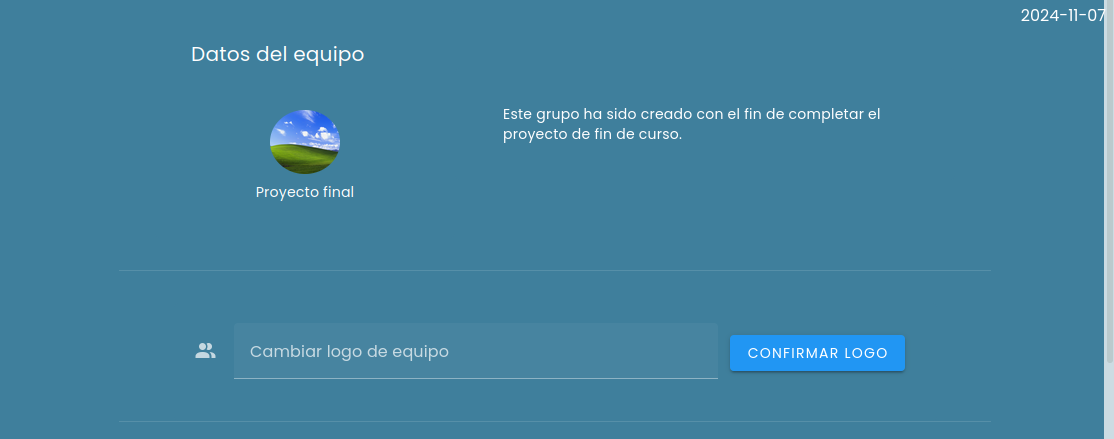 2024-11-07
Datos del equipo
Este grupo ha sido creado con el fin de completar el
proyecto de fin de curso.
Proyecto final
Cambiar logo de equipo
CONFIRMAR LOGO